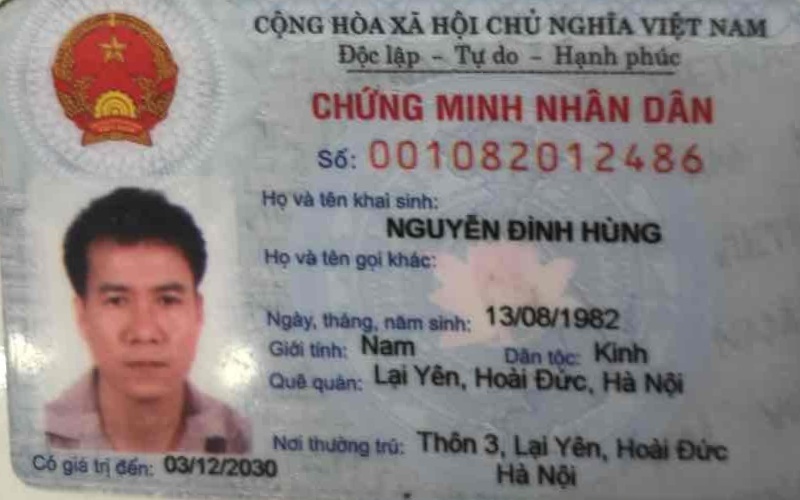 CỘNG HÒA XÃ HỘI CHỦ NGHĨA VIỆT NAM
Độc lập - Tự do - Hạnh phúc
CHỨNG MINH NHÂN DÂN
Số: 001082012486
Họ và tên khai sinh:
NGUYỄN ĐÌNH HÙNG
Họ và tên gọi khác:
Ngày, tháng, năm sinh: 13/08/1982
Giới tính: Nam Dân tộc: Kinh
Quê quán: Lại Yên, Hoài Đức, Hà Nội
Nơi thường trú: Thôn 3, Lại Yên, Hoài Đức
Hà Nội
Có giá trị đến: 03/12/2030